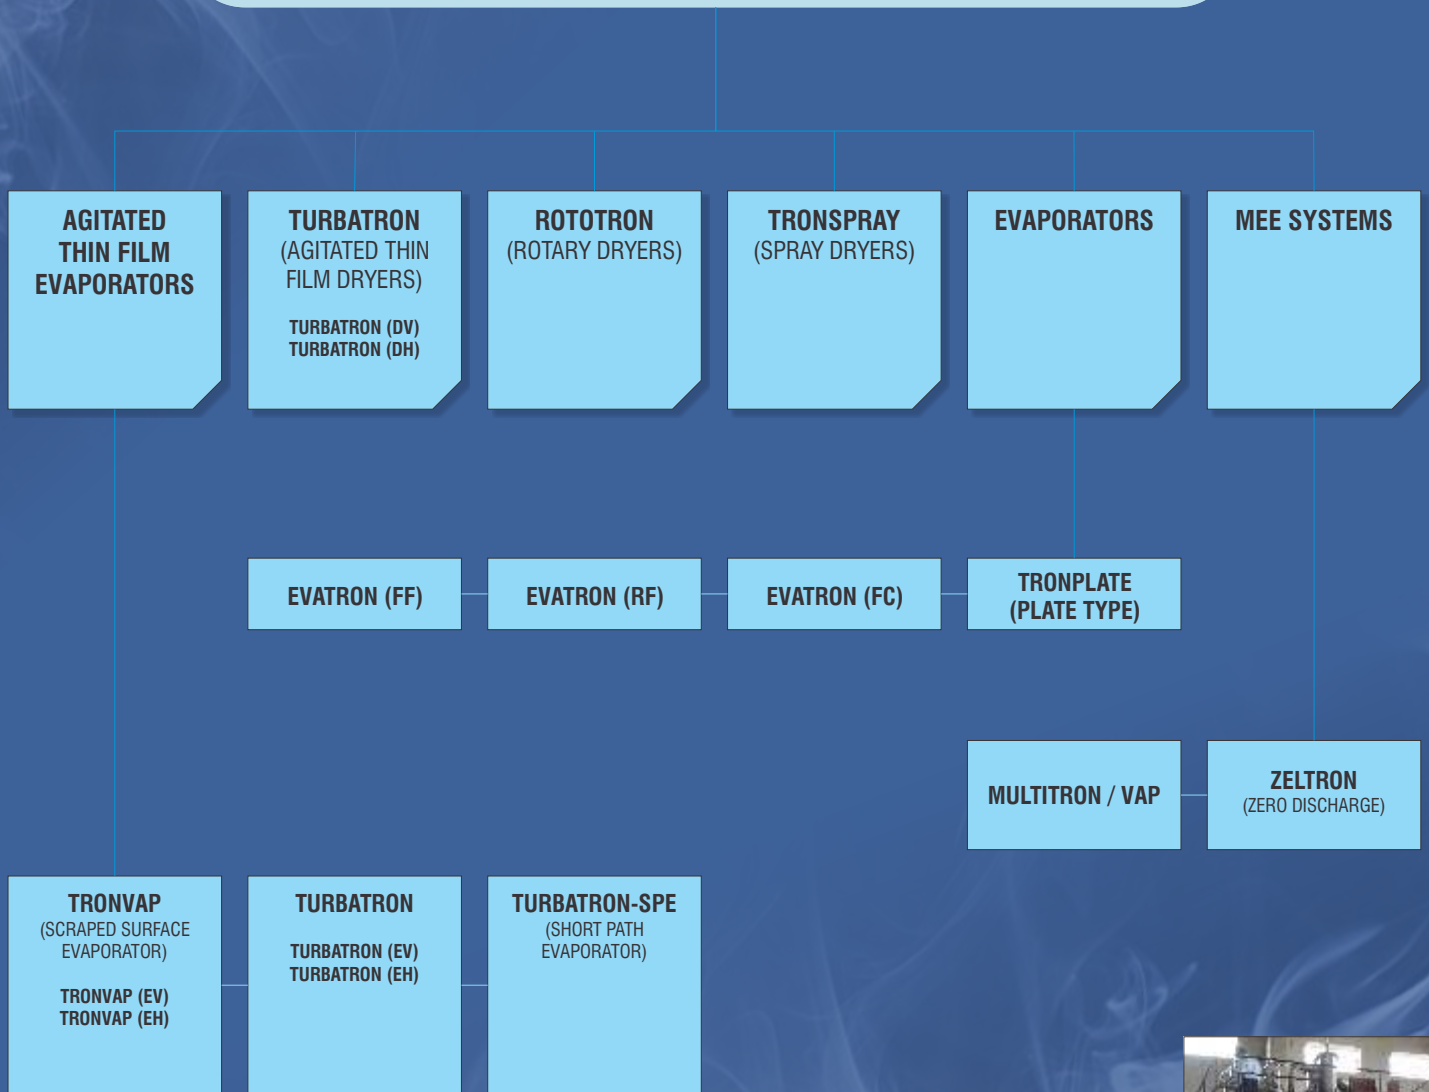 AGITATED
THIN FILM
EVAPORATORS
TURBATRON
(AGITATED THIN
FILM DRYERS)
TURBATRON (DV)
TURBATRON (DH)
ROTOTRON
(ROTARY DRYERS)
TRONSPRAY
(SPRAY DRYERS)
EVAPORATORS
MEE SYSTEMS
EVATRON (FF)
EVATRON (RF)
EVATRON (FC)
TRONPLATE
(PLATE TYPE)
MULTITRON / VAP
ZELTRON
(ZERO DISCHARGE)
TRONVAP
(SCRAPED SURFACE
EVAPORATOR)
TRONVAP (EV)
TRONVAP (EH)
TURBATRON
TURBATRON (EV)
TURBATRON (EH)
TURBATRON-SPE
(SHORT PATH
EVAPORATOR)